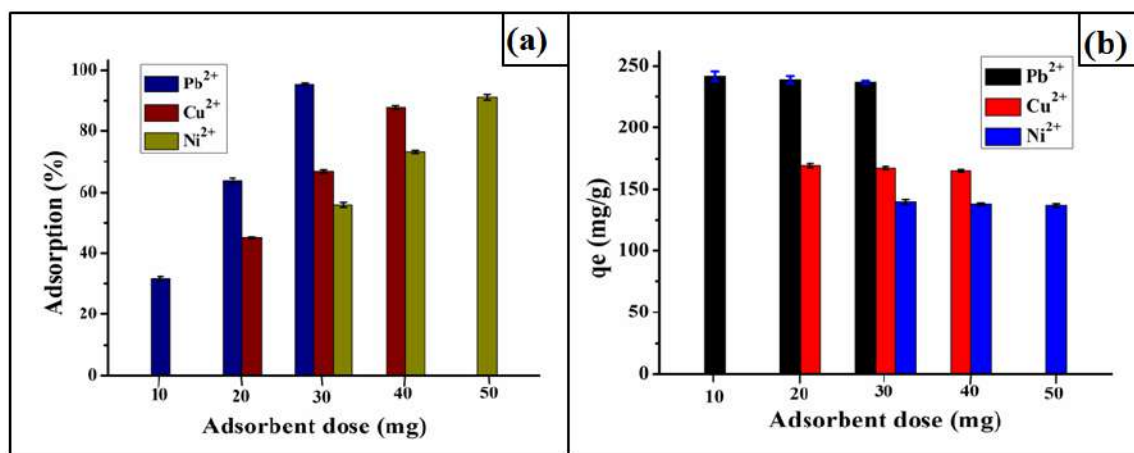 (a)
Pb2+
Cu2+
Ni2+
Adsorption (%)
100
80
60
40
20
0
10 20 30 40 50
Adsorbent dose (mg)
(b)
Pb2+
Cu2+
Ni2+
qe (mg/g)
250
200
150
100
50
0
10 20 30 40 50
Adsorbent dose (mg)